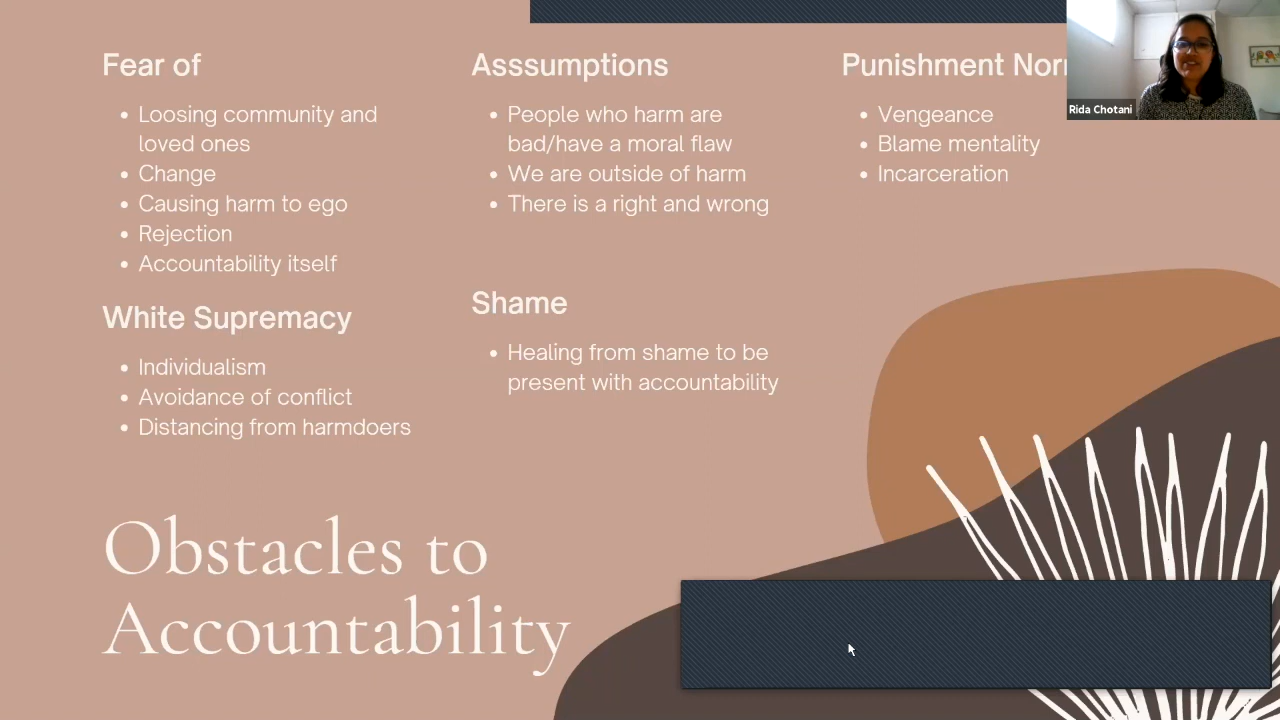 Fear of
Loosing community and
loved ones
Change
Causing harm to ego
Rejection
Accountability itself
White Supremacy
Individualism
Avoidance of conflict
Distancing from harmdoers
Asssumptions
People who harm are
bad/have a moral flaw
We are outside of harm
There is a right and wrong
Shame
Healing from shame to be
present with accountability
Punishment
Vengeance
Blame mentality
Incarceration
Rida Chotani
Obstacles to
Accountability